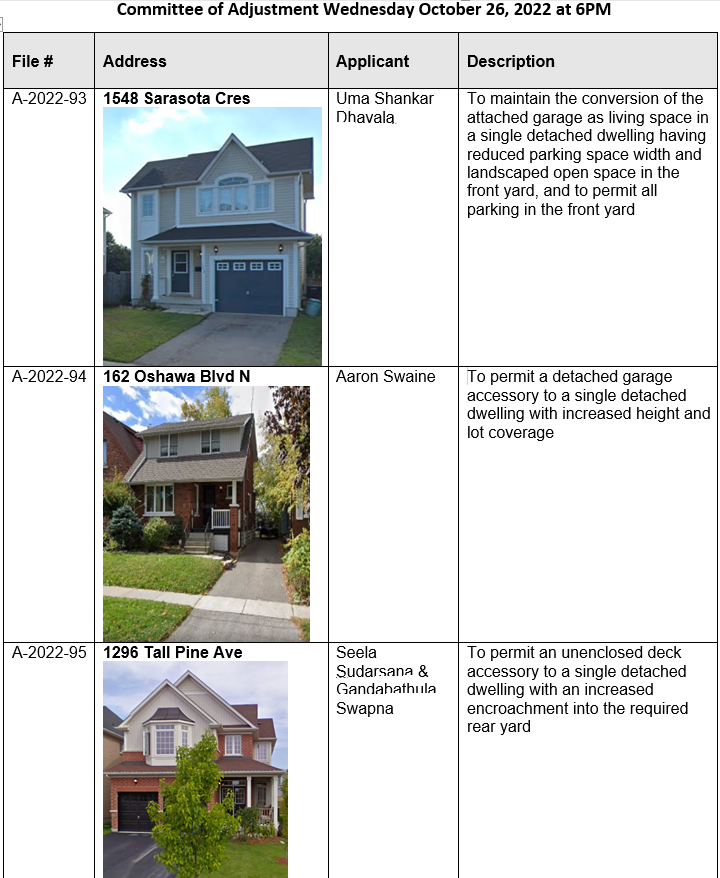 Committee of Adjustment Wednesday October 26, 2022 at 6PM
File #
Address
Applicant
Description
A-2022-93
1548 Sarasota Cres
Uma Shankar
Dhavala
To maintain the conversion of the
attached garage as living space in
a single detached dwelling having
reduced parking space width and
landscaped open space in the
front yard, and to permit all
parking in the front yard
A-2022-94
162 Oshawa Blvd N
Aaron Swaine
To permit a detached garage
accessory to a single detached
dwelling with increased height and
lot coverage
A-2022-95
1296 Tall Pine Ave
Seela
Sudarsana &
Gandabathula
Swapna
To permit an unenclosed deck
accessory to a single detached
dwelling with an increased
encroachment into the required
rear yard